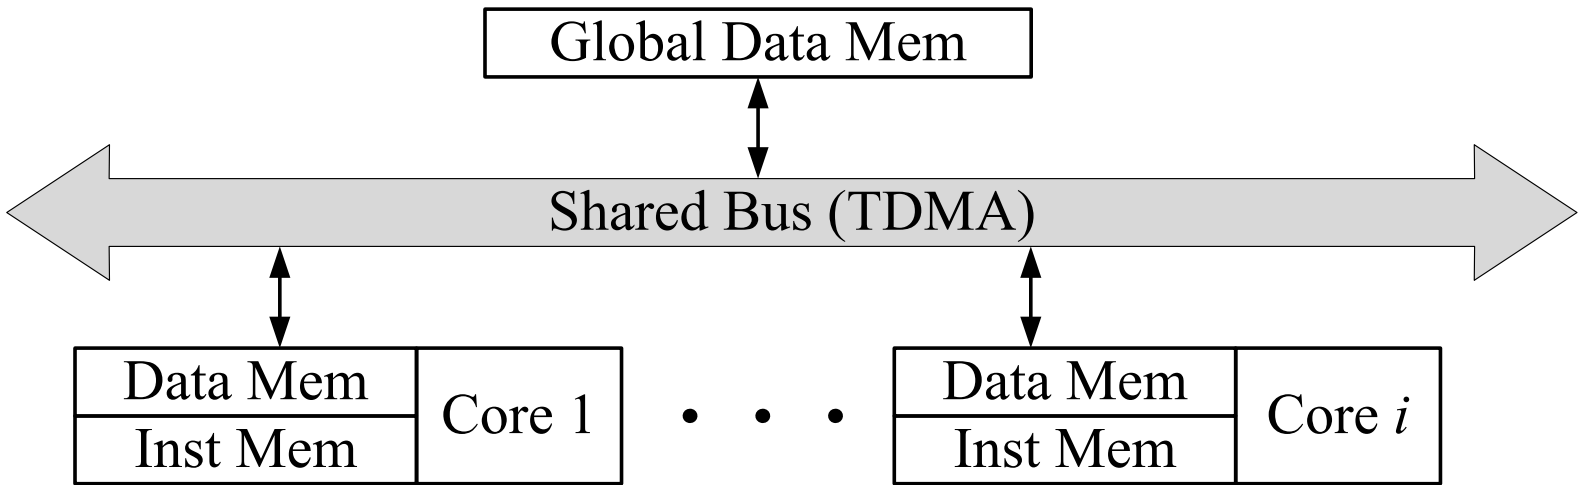 Global Data Mem
Shared Bus (TDMA)
Data Mem
Inst Mem
Core 1
Data Mem
Inst Mem
Core i